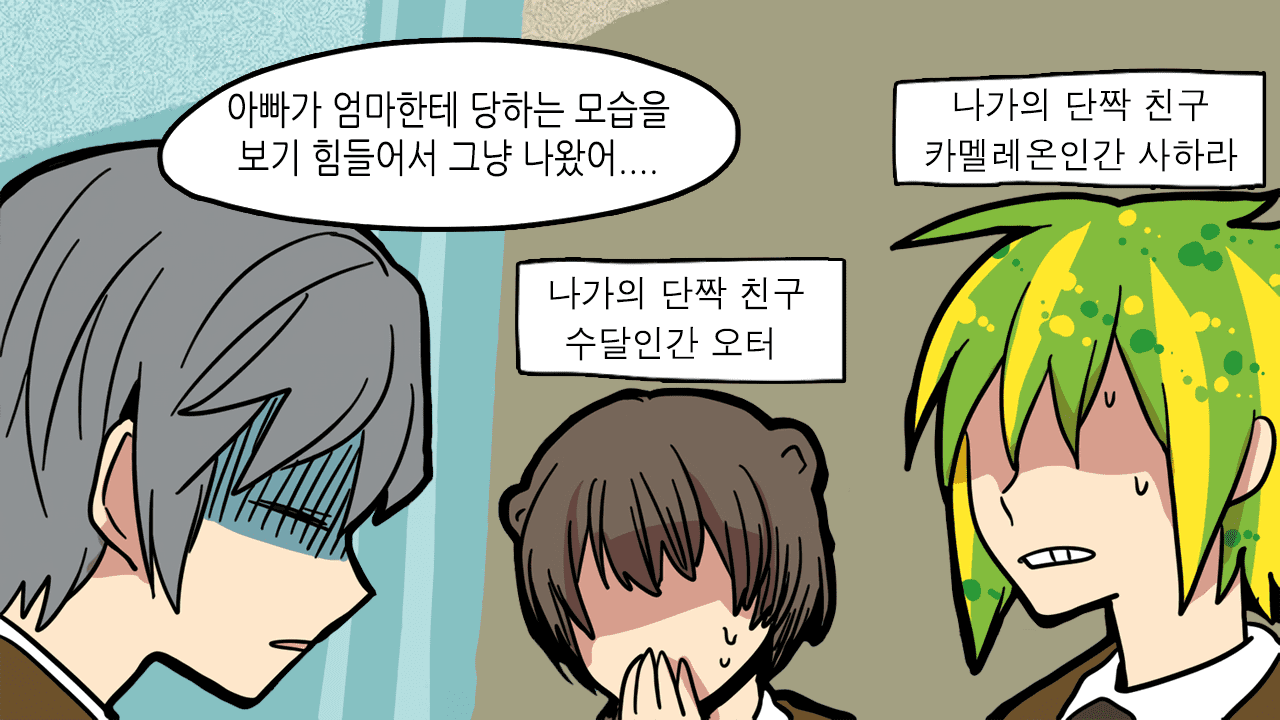 아빠가 엄마한테 당하는 모습을
보기 힘들어서 그냥 나왔어....
나가의 단짝 친구
수달인간 오터
나가의 단짝 친구
카멜레온인간 사하라